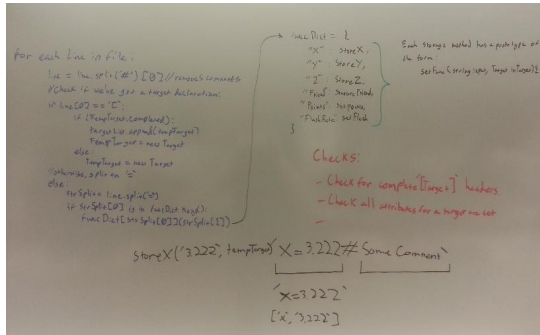 for each line in file:
line = line.split('#')[0] //removes comments
//Check if we've got a target declaration:
if line[0] == '[':
if (tempTarget.completed):
targetList.append(tempTarget)
tempTarget = new Target
else:
tempTarget = new Target
//otherwise, split on '='
else:
strSplit = line.split('=')
if strSplit[0] is in funcDict.keys():
funcDict[strSplit[0]](strSplit[1])
funcDict = {
"X" : StoreX,
"Y" : StoreY,
"Z" : StoreZ,
"Points" : setPoints
"FlashRate" : setFlash
}
Each storage method has a prototype of
the form:
setFunc(string input, Target inTarget){}
Checks:
- Check for complete '[Target]' headers
- Check all attributes for a target are set
-
storeX('3.222', tempTarget) X=3.222 # Some Comment
'X=3.222'
['X', '3.222']